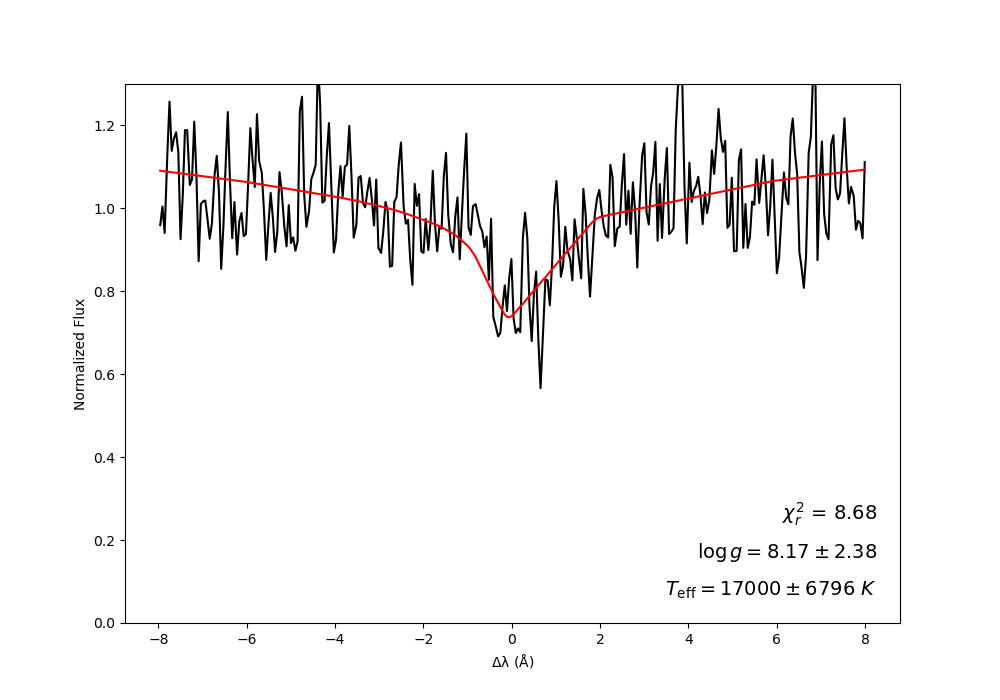 1.2
1.0
0.8
0.6
0.4
0.2
0.0
Normalized Flux
χ²ᵣ = 8.68
log g = 8.17 ± 2.38
T_eff = 17000 ± 6796 K
−8 −6 −4 −2 0 2 4 6 8
Δλ (Å)